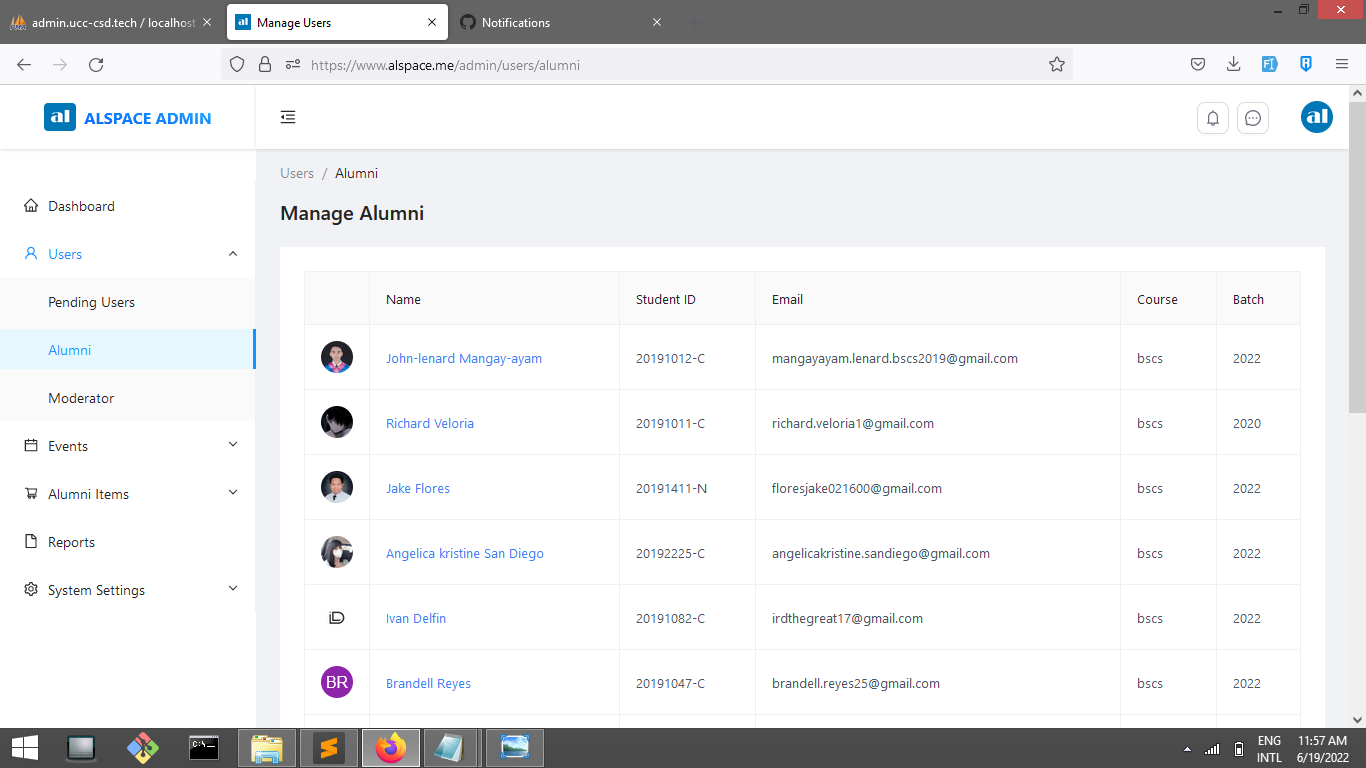 admin.ucc-csd.tech / localhost
Manage Users
Notifications
https://www.alspace.me/admin/users/alumni
al ALSPACE ADMIN
al
Users / Alumni
Manage Alumni
Dashboard
Users
Pending Users
Alumni
Moderator
Events
Alumni Items
Reports
System Settings
Name Student ID Email Course Batch
John-lenard Mangay-ayam 20191012-C mangayayam.lenard.bscs2019@gmail.com bscs 2022
Richard Veloria 20191011-C richard.veloria1@gmail.com bscs 2020
Jake Flores 20191411-N floresjake021600@gmail.com bscs 2022
Angelica kristine San Diego 20192225-C angelicakristine.sandiego@gmail.com bscs 2022
iD Ivan Delfin 20191082-C irdthegreat17@gmail.com bscs 2022
BR Brandell Reyes 20191047-C brandell.reyes25@gmail.com bscs 2022
ENG 11:57 AM
INTL 6/19/2022